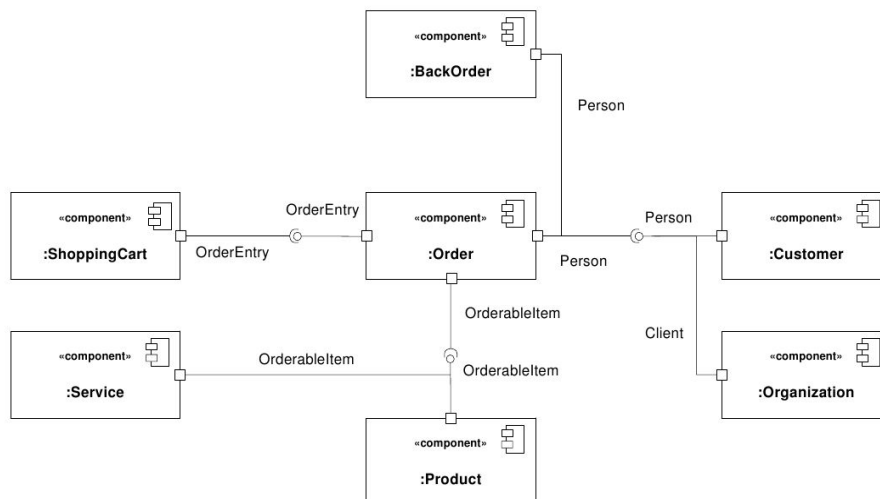 «component»
:BackOrder
Person
«component»
:ShoppingCart
OrderEntry
OrderEntry
«component»
:Order
Person
Person
«component»
:Customer
OrderableItem
Client
«component»
:Service
OrderableItem
OrderableItem
«component»
:Organization
«component»
:Product